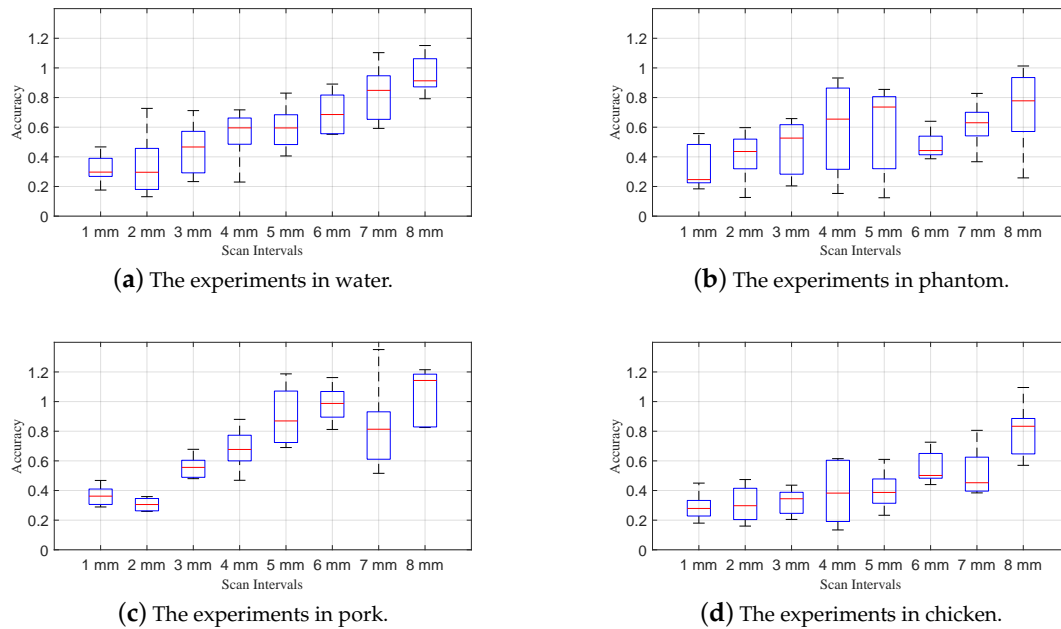 1.2
1
0.8
0.6
0.4
0.2
0
Accuracy
1 mm 2 mm 3 mm 4 mm 5 mm 6 mm 7 mm 8 mm
Scan Intervals
(a) The experiments in water.
1.2
1
0.8
0.6
0.4
0.2
0
Accuracy
1 mm 2 mm 3 mm 4 mm 5 mm 6 mm 7 mm 8 mm
Scan Intervals
(b) The experiments in phantom.
1.2
1
0.8
0.6
0.4
0.2
0
Accuracy
1 mm 2 mm 3 mm 4 mm 5 mm 6 mm 7 mm 8 mm
Scan Intervals
(c) The experiments in pork.
1.2
1
0.8
0.6
0.4
0.2
0
Accuracy
1 mm 2 mm 3 mm 4 mm 5 mm 6 mm 7 mm 8 mm
Scan Intervals
(d) The experiments in chicken.